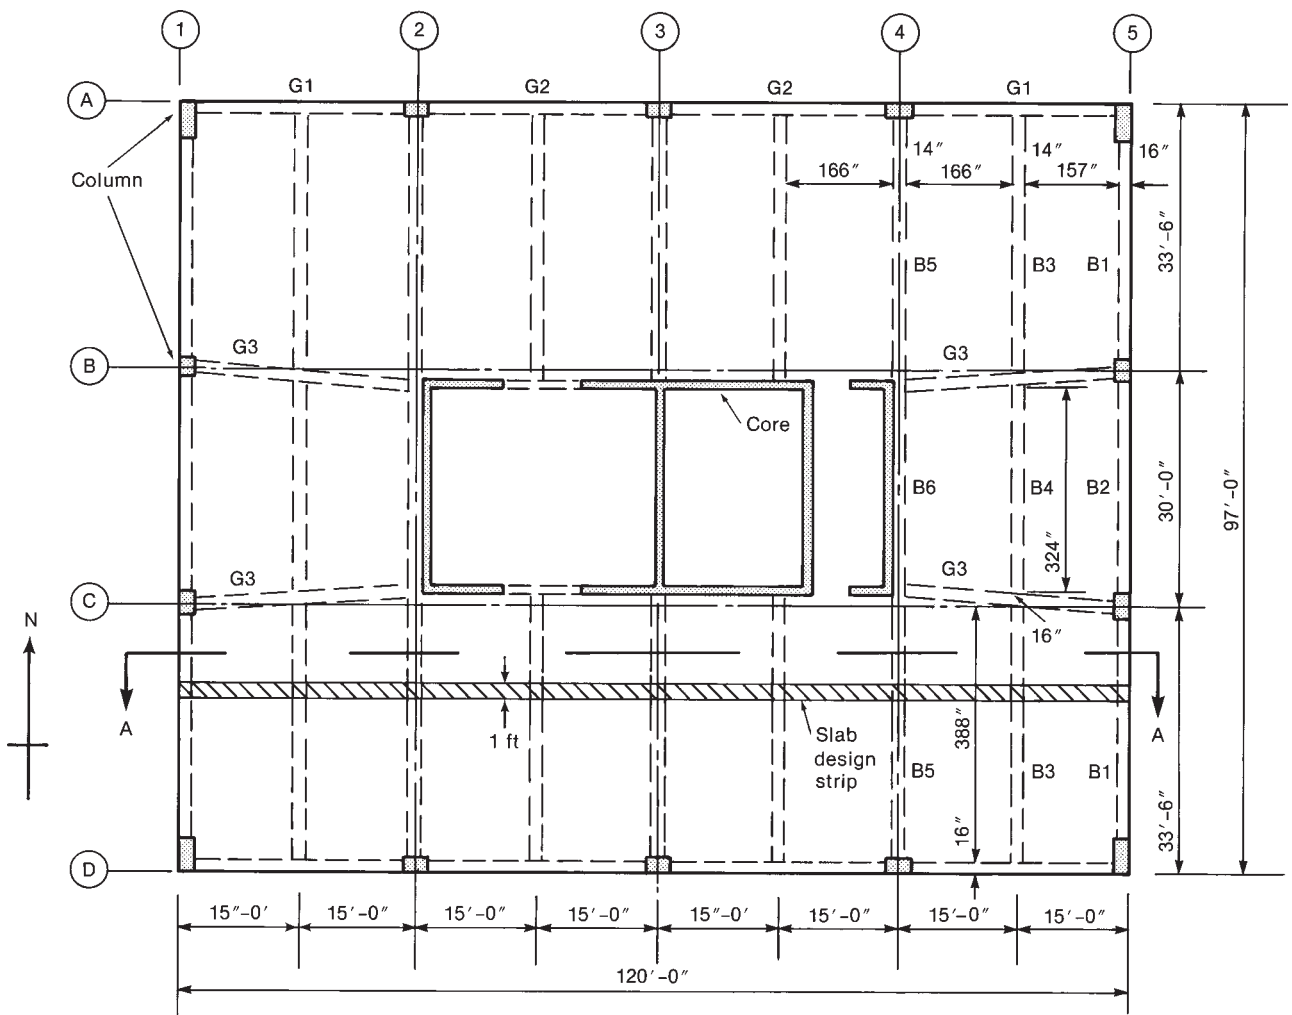 1 2 3 4 5
G1 G2 G2 G1
A
14″ 14″ 16″
Column
166″ 166″ 157″
33′-6″
B5 B3 B1
G3 G3
B
Core
B6 B4 B2
324″
30′-0″
97′-0″
G3 G3
C
16″
N
A A
1 ft
Slab
design
strip
388″
B5 B3 B1
16″
33′-6″
D
15″-0′ 15′-0″ 15′-0″ 15′-0″ 15″-0′ 15′-0″ 15′-0″ 15′-0″
120′-0″